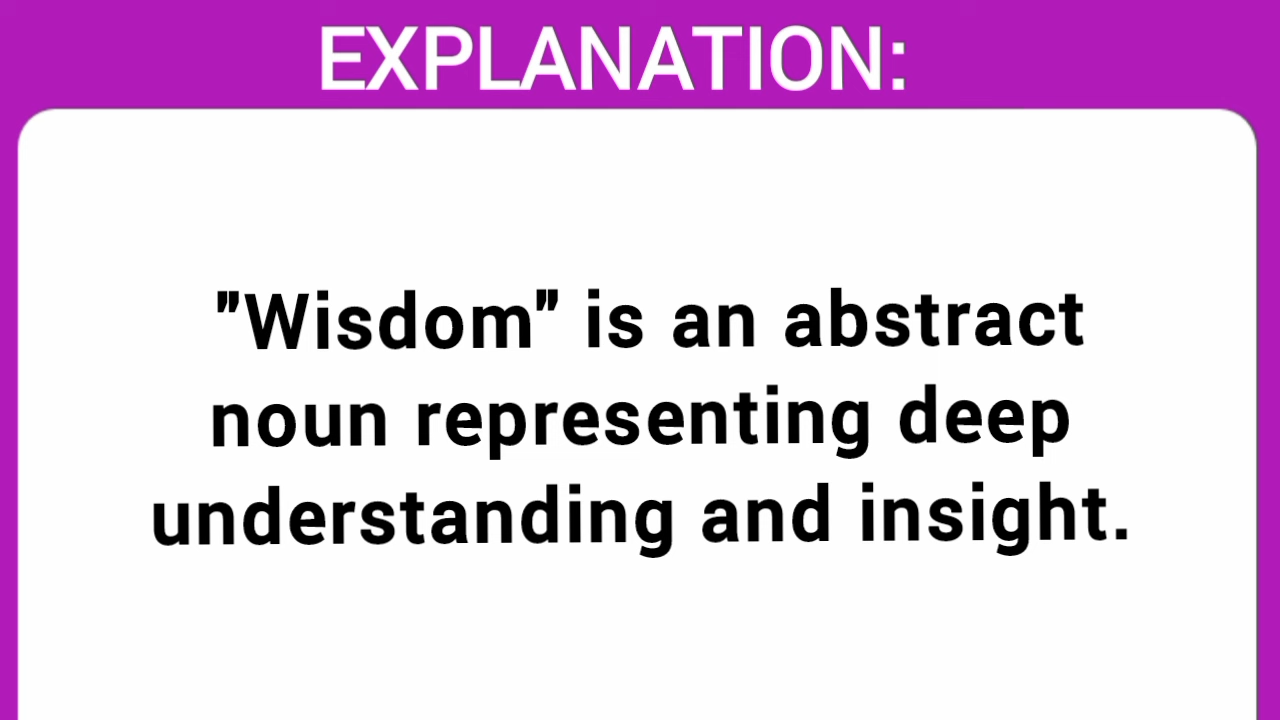 EXPLANATION:
"Wisdom" is an abstract
noun representing deep
understanding and insight.